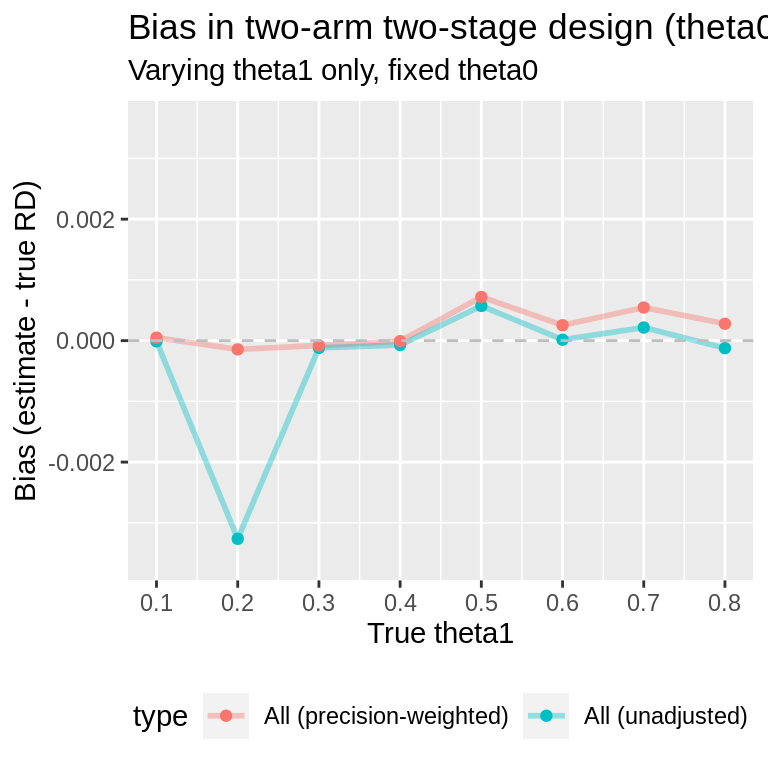 Bias in two-arm two-stage design (theta0
Varying theta1 only, fixed theta0
Bias (estimate - true RD)
0.002
0.000
-0.002
0.1 0.2 0.3 0.4 0.5 0.6 0.7 0.8
True theta1
type All (precision-weighted) All (unadjusted)